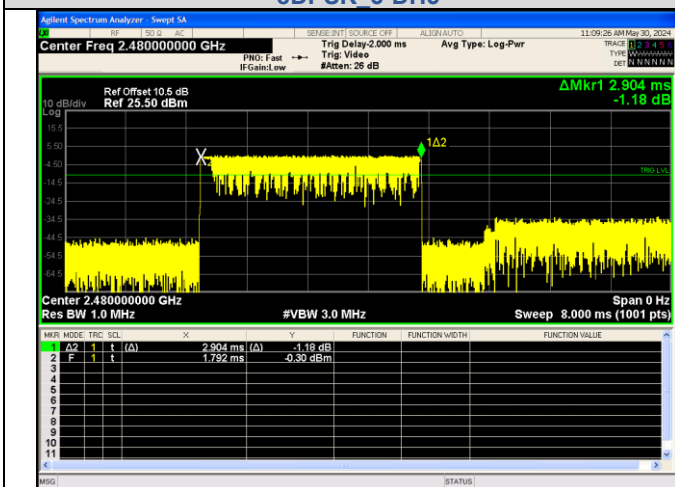 Agilent Spectrum Analyzer - Swept SA
RF 50 Ω AC SENSE:INT SOURCE OFF ALIGNAUTO 11:09:26 AM May 30, 2024
Center Freq 2.480000000 GHz
PNO: Fast
IFGain:Low
Trig Delay-2.000 ms
Trig: Video
#Atten: 26 dB
Avg Type: Log-Pwr
TRACE 1 2 3 4 5 6
TYPE
DET N N N N N N
ΔMkr1 2.904 ms
-1.18 dB
Ref Offset 10.5 dB
10 dB/div Ref 25.50 dBm
Log
15.5
5.50
-4.50
-14.5
-24.5
-34.5
-44.5
-54.5
-64.5
X
1Δ2
TRIG LVL
Center 2.480000000 GHz Span 0 Hz
Res BW 1.0 MHz #VBW 3.0 MHz Sweep 8.000 ms (1001 pts)
MKR MODE TRC SCL X Y FUNCTION FUNCTION WIDTH FUNCTION VALUE
1 Δ2 1 t (Δ) 2.904 ms (Δ) -1.18 dB
2 F 1 t 1.792 ms -0.30 dBm
3
4
5
6
7
8
9
10
11
MSG STATUS